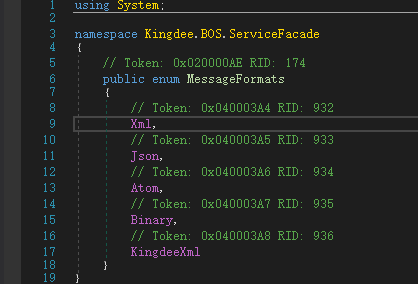 1 using System;
2
3 namespace Kingdee.BOS.ServiceFacade
4 {
5 // Token: 0x020000AE RID: 174
6 public enum MessageFormats
7 {
8 // Token: 0x040003A4 RID: 932
9 Xml,
10 // Token: 0x040003A5 RID: 933
11 Json,
12 // Token: 0x040003A6 RID: 934
13 Atom,
14 // Token: 0x040003A7 RID: 935
15 Binary,
16 // Token: 0x040003A8 RID: 936
17 KingdeeXml
18 }
19 }